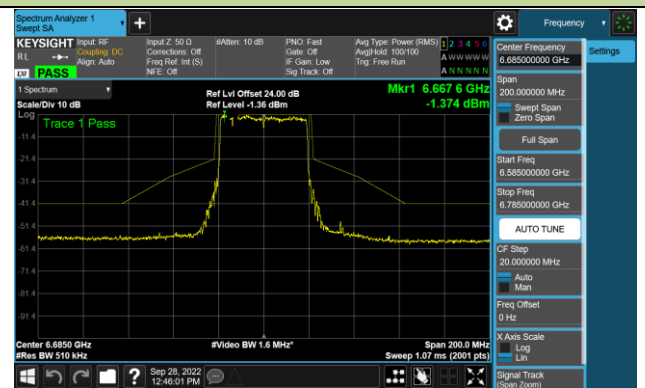 Spectrum Analyzer 1
Swept SA
+
Frequency
KEYSIGHT
RL
LXI
PASS
Input: RF
Coupling: DC
Align: Auto
Input Z: 50 Ω
Corrections: Off
Freq Ref: Int (S)
NFE: Off
#Atten: 10 dB
PNO: Fast
Gate: Off
IF Gain: Low
Sig Track: Off
Avg Type: Power (RMS)
Avg|Hold: 100/100
Trig: Free Run
1 2 3 4 5 6
A W W W W W
A N N N N N
Center Frequency
6.685000000 GHz
Settings
Span
200.000000 MHz
Swept Span
Zero Span
Full Span
Start Freq
6.585000000 GHz
Stop Freq
6.785000000 GHz
AUTO TUNE
CF Step
20.000000 MHz
Auto
Man
Freq Offset
0 Hz
X Axis Scale
Log
Lin
Signal Track
(Span Zoom)
1 Spectrum
Scale/Div 10 dB
Log
Ref Lvl Offset 24.00 dB
Ref Level -1.36 dBm
Mkr1 6.667 6 GHz
-1.374 dBm
Trace 1 Pass
-11.4
-21.4
-31.4
-41.4
-51.4
-61.4
-71.4
-81.4
-91.4
Center 6.6850 GHz
#Res BW 510 kHz
#Video BW 1.6 MHz*
Span 200.0 MHz
Sweep 1.07 ms (2001 pts)
?
Sep 28, 2022
12:46:01 PM